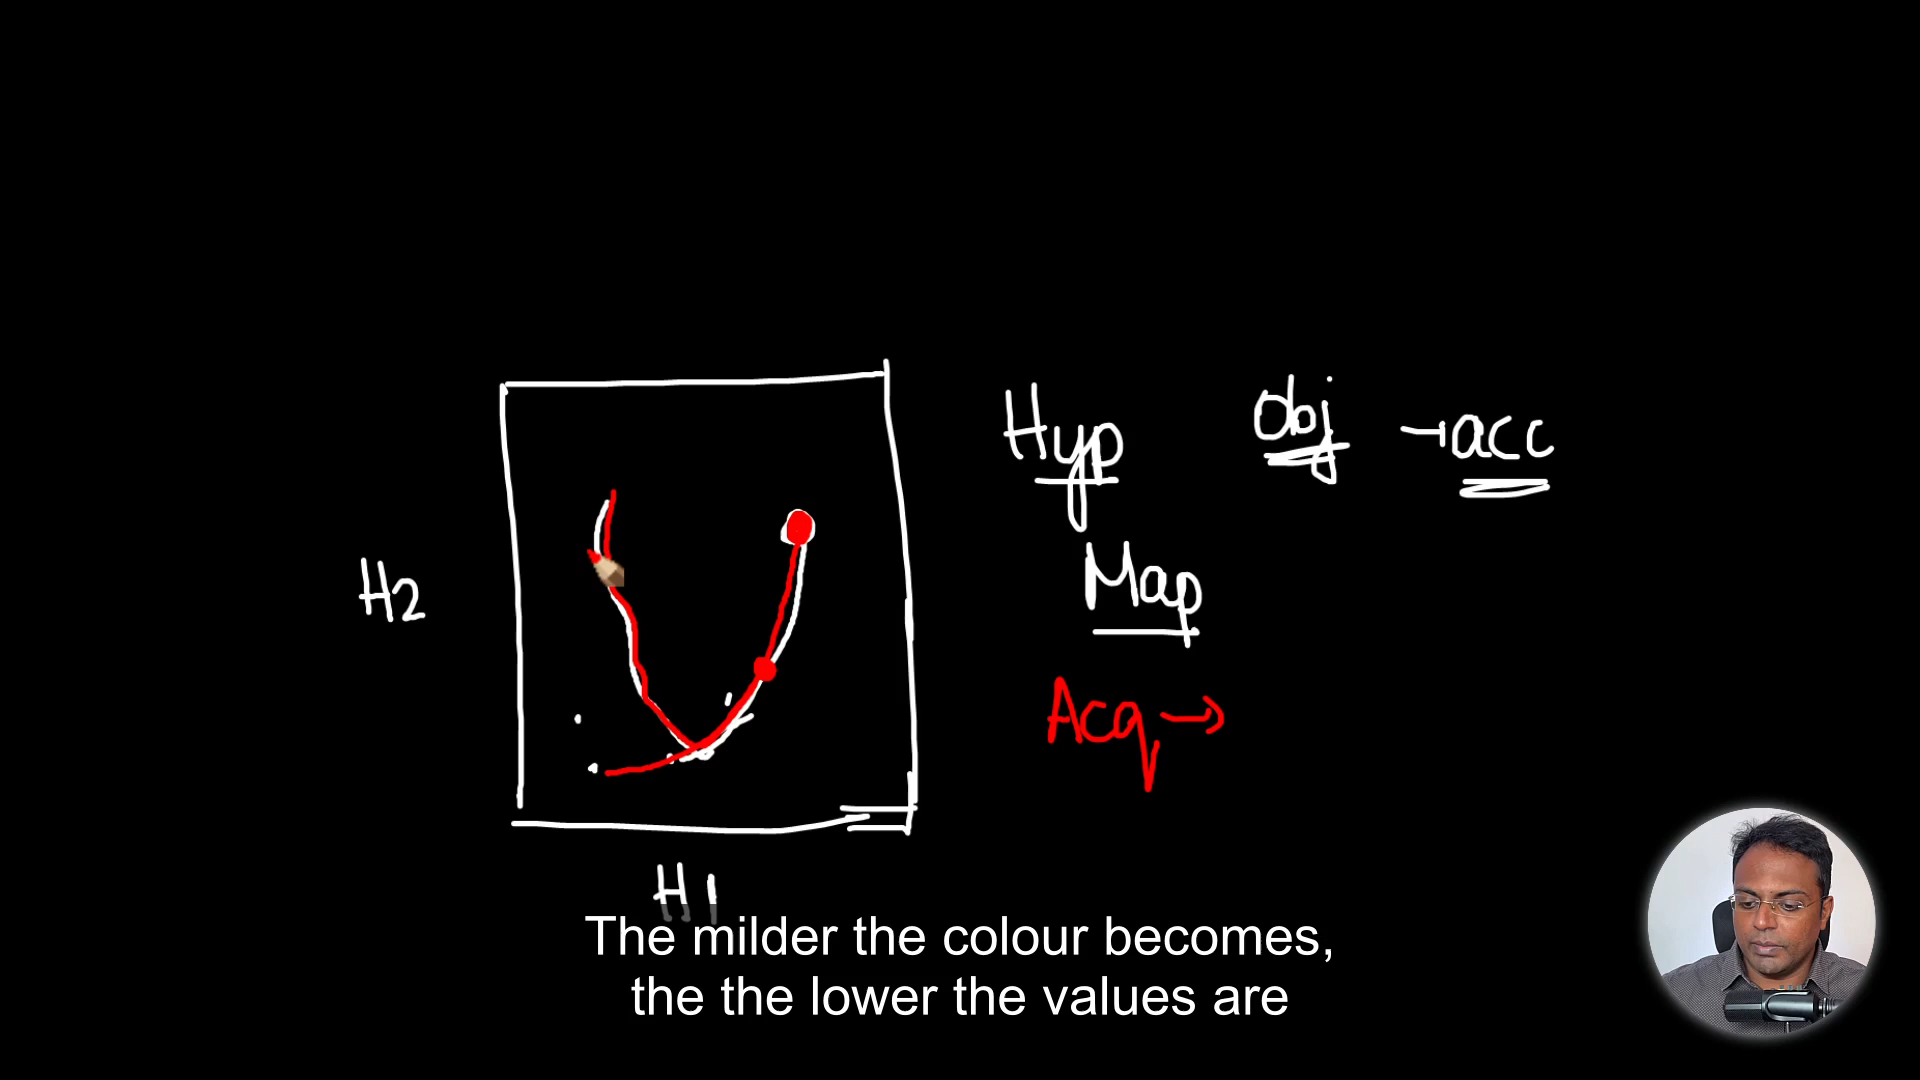 Hyp Obj → acc
H2
Map
Acq →
H1
The milder the colour becomes,
the the lower the values are